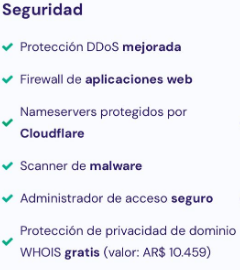 Seguridad
Protección DDoS mejorada
Firewall de aplicaciones web
Nameservers protegidos por
Cloudflare
Scanner de malware
Administrador de acceso seguro
Protección de privacidad de dominio
WHOIS gratis (valor: AR$ 10.459)